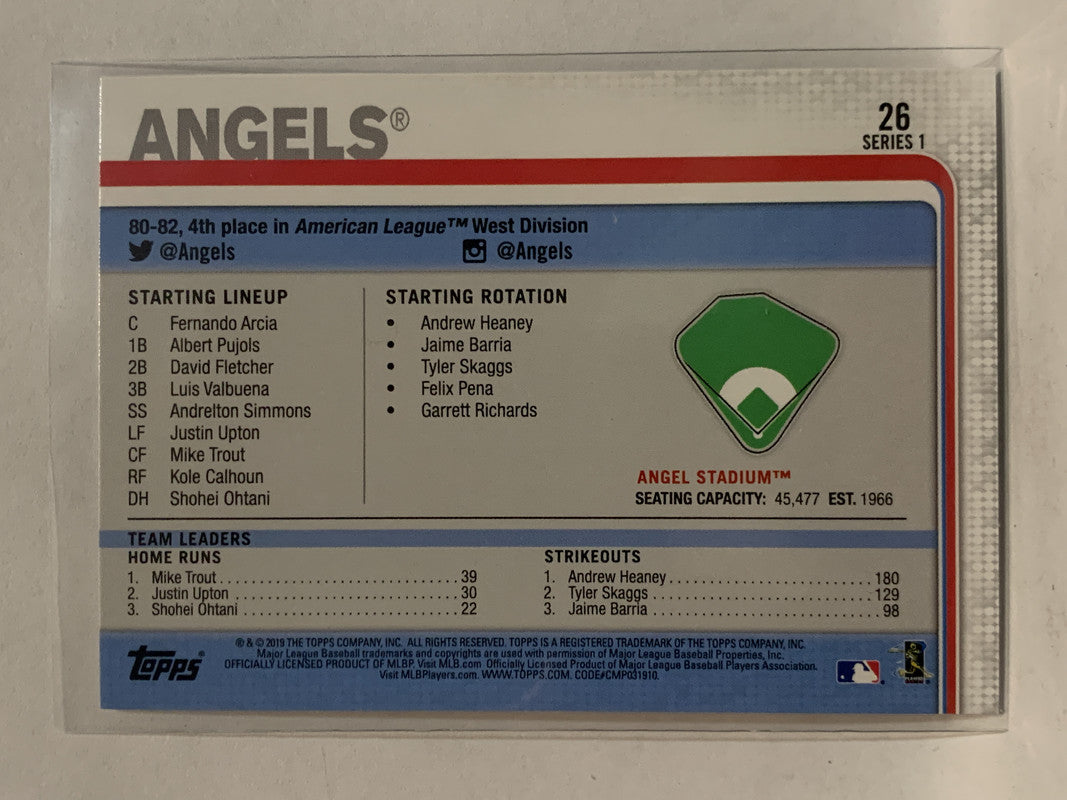 ANGELS®
26
SERIES 1
80-82, 4th place in American League™ West Division
@Angels @Angels
STARTING LINEUP
C Fernando Arcia
1B Albert Pujols
2B David Fletcher
3B Luis Valbuena
SS Andrelton Simmons
LF Justin Upton
CF Mike Trout
RF Kole Calhoun
DH Shohei Ohtani
STARTING ROTATION
• Andrew Heaney
• Jaime Barria
• Tyler Skaggs
• Felix Pena
• Garrett Richards
ANGEL STADIUM™
SEATING CAPACITY: 45,477 EST. 1966
TEAM LEADERS
HOME RUNS
1. Mike Trout 39
2. Justin Upton 30
3. Shohei Ohtani 22
STRIKEOUTS
1. Andrew Heaney 180
2. Tyler Skaggs 129
3. Jaime Barria 98
topps®
® & © 2019 THE TOPPS COMPANY, INC. ALL RIGHTS RESERVED. TOPPS IS A REGISTERED TRADEMARK OF THE TOPPS COMPANY, INC.
Major League Baseball trademarks and copyrights are used with permission of Major League Baseball Properties, Inc.
OFFICIALLY LICENSED PRODUCT OF MLBP. Visit MLB.com Officially Licensed Product of Major League Baseball Players Association.
Visit MLBPlayers.com. WWW.TOPPS.COM. CODE#CMP031910.